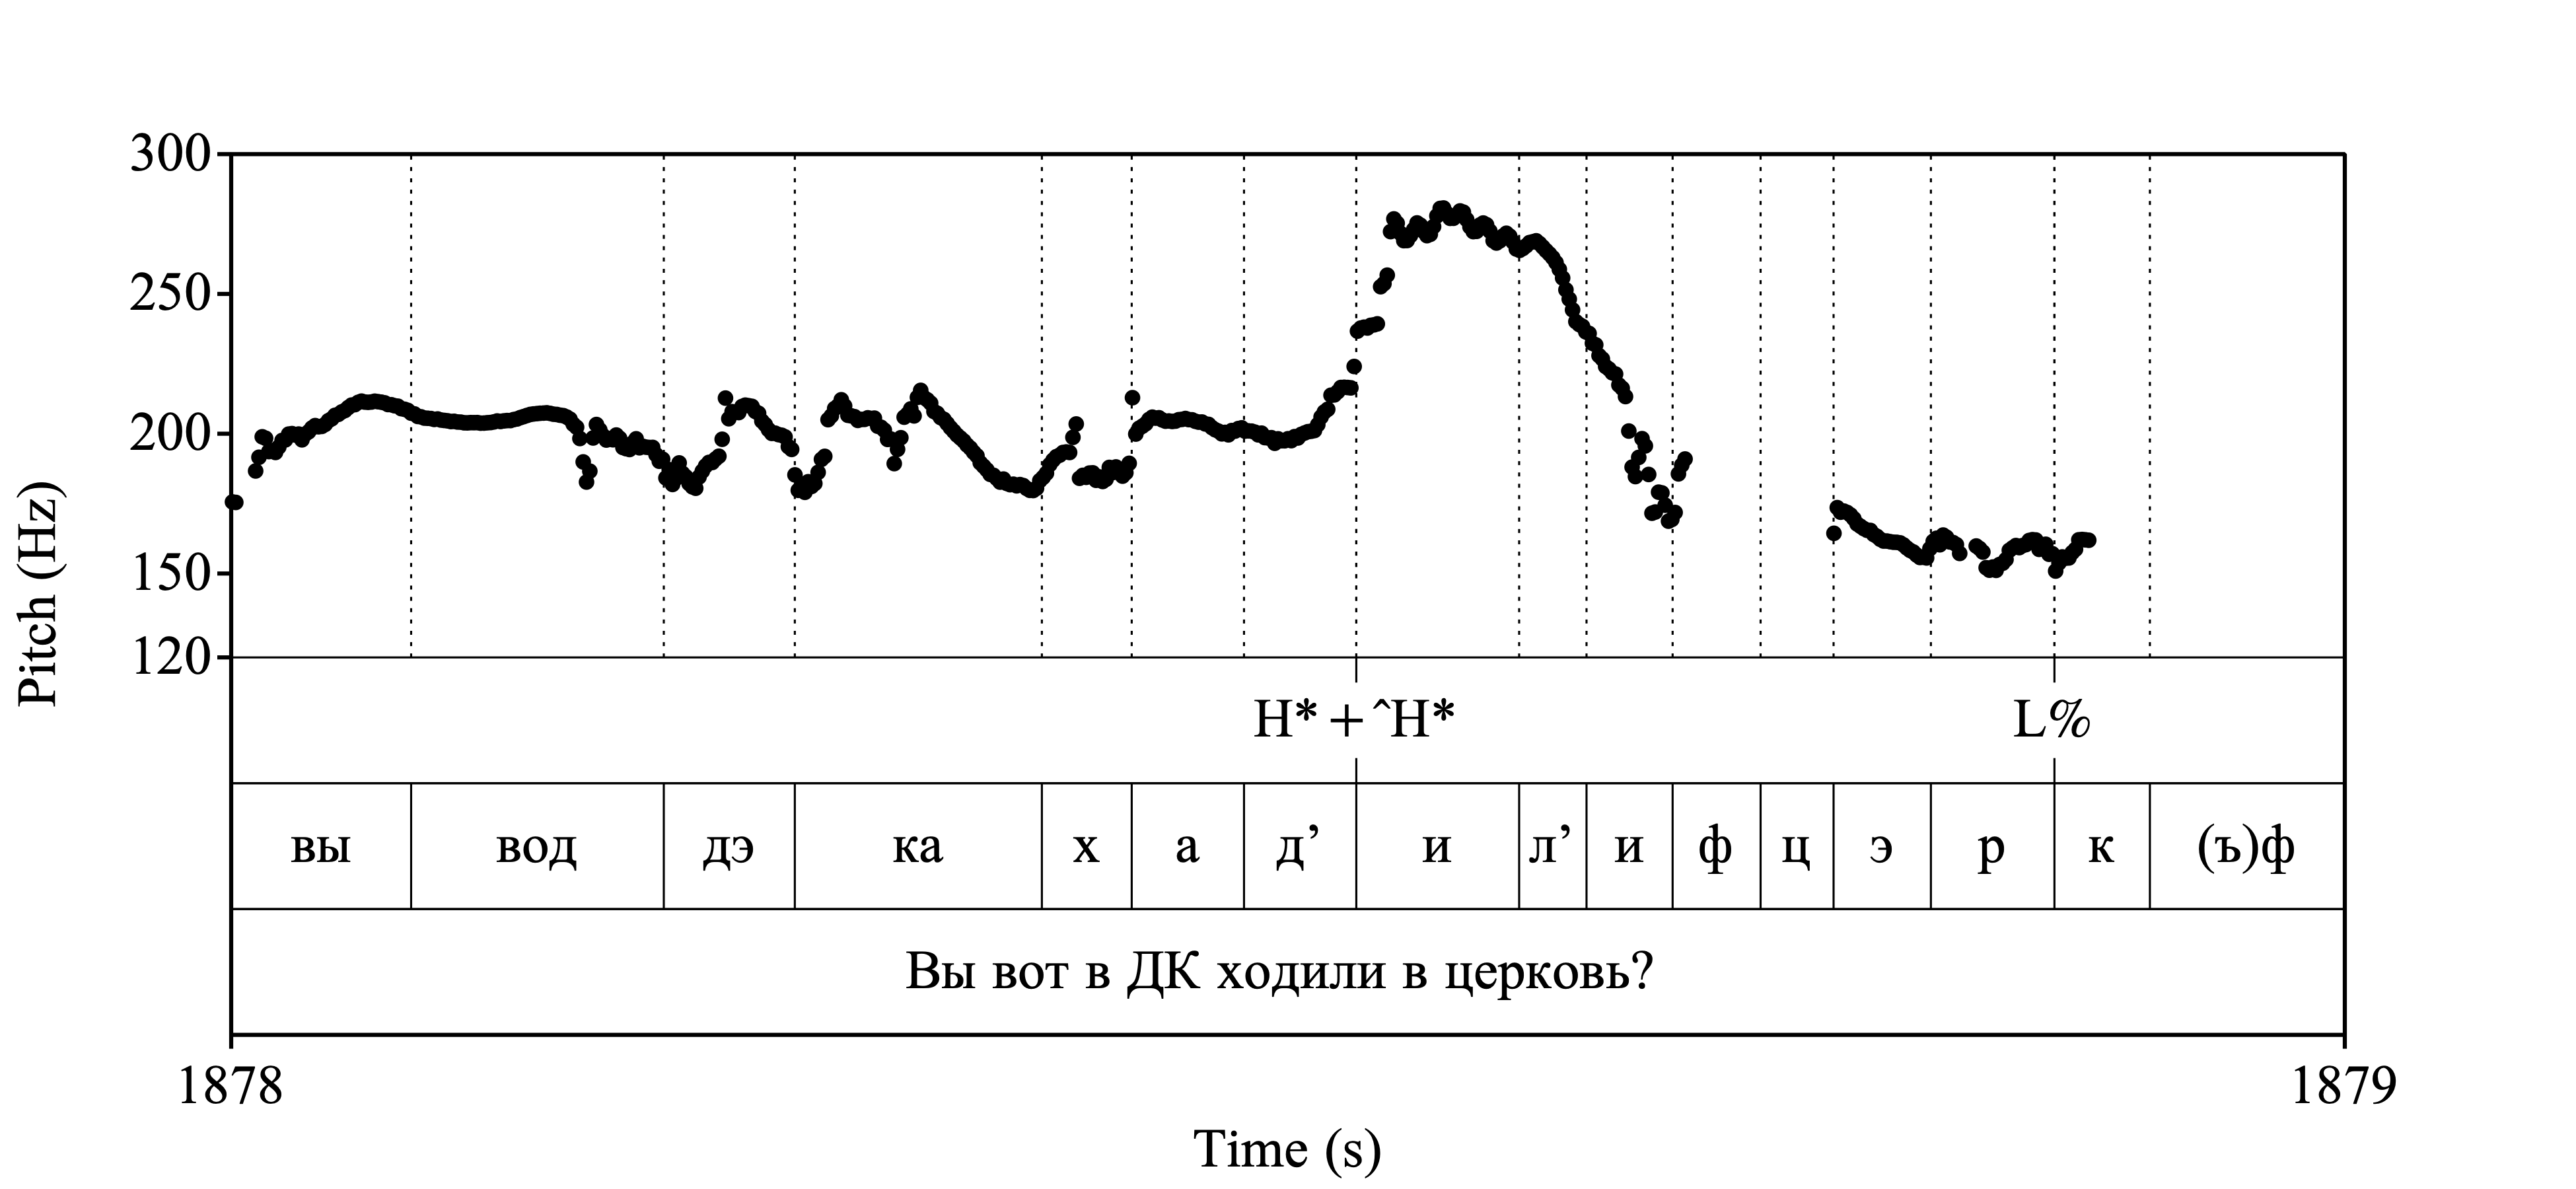 300
250
200
150
120
Pitch (Hz)
H* + ^H* L%
вы вод дэ ка х а д’ и л’ и ф ц э р к (ъ)ф
Вы вот в ДК ходили в церковь?
1878 1879
Time (s)